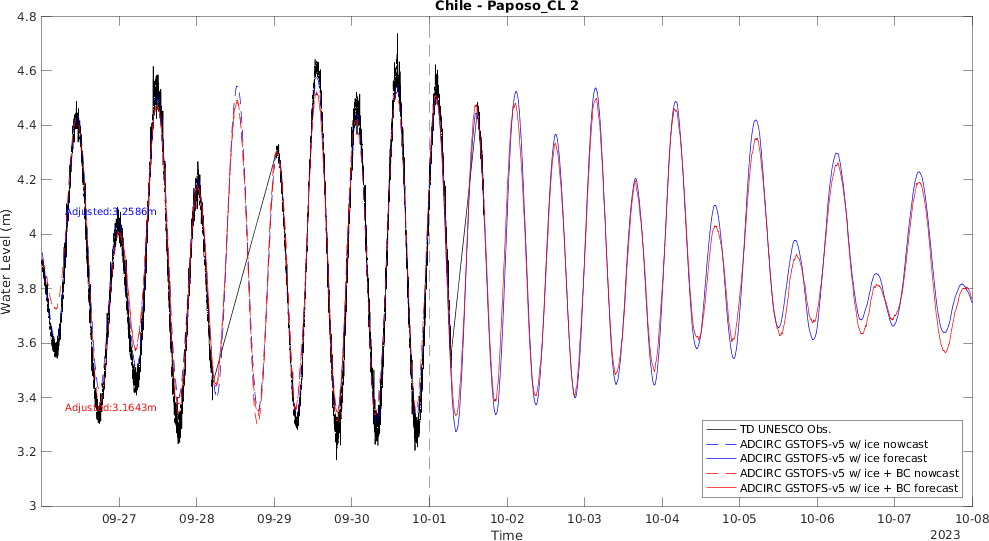 Chile - Paposo_CL 2
4.8
4.6
4.4
4.2
4
3.8
3.6
3.4
3.2
3
Water Level (m)
Adjusted:3.2586m
Adjusted:3.1643m
TD UNESCO Obs.
ADCIRC GSTOFS-v5 w/ ice nowcast
ADCIRC GSTOFS-v5 w/ ice forecast
ADCIRC GSTOFS-v5 w/ ice + BC nowcast
ADCIRC GSTOFS-v5 w/ ice + BC forecast
09-27 09-28 09-29 09-30 10-01 10-02 10-03 10-04 10-05 10-06 10-07 10-08
Time
2023